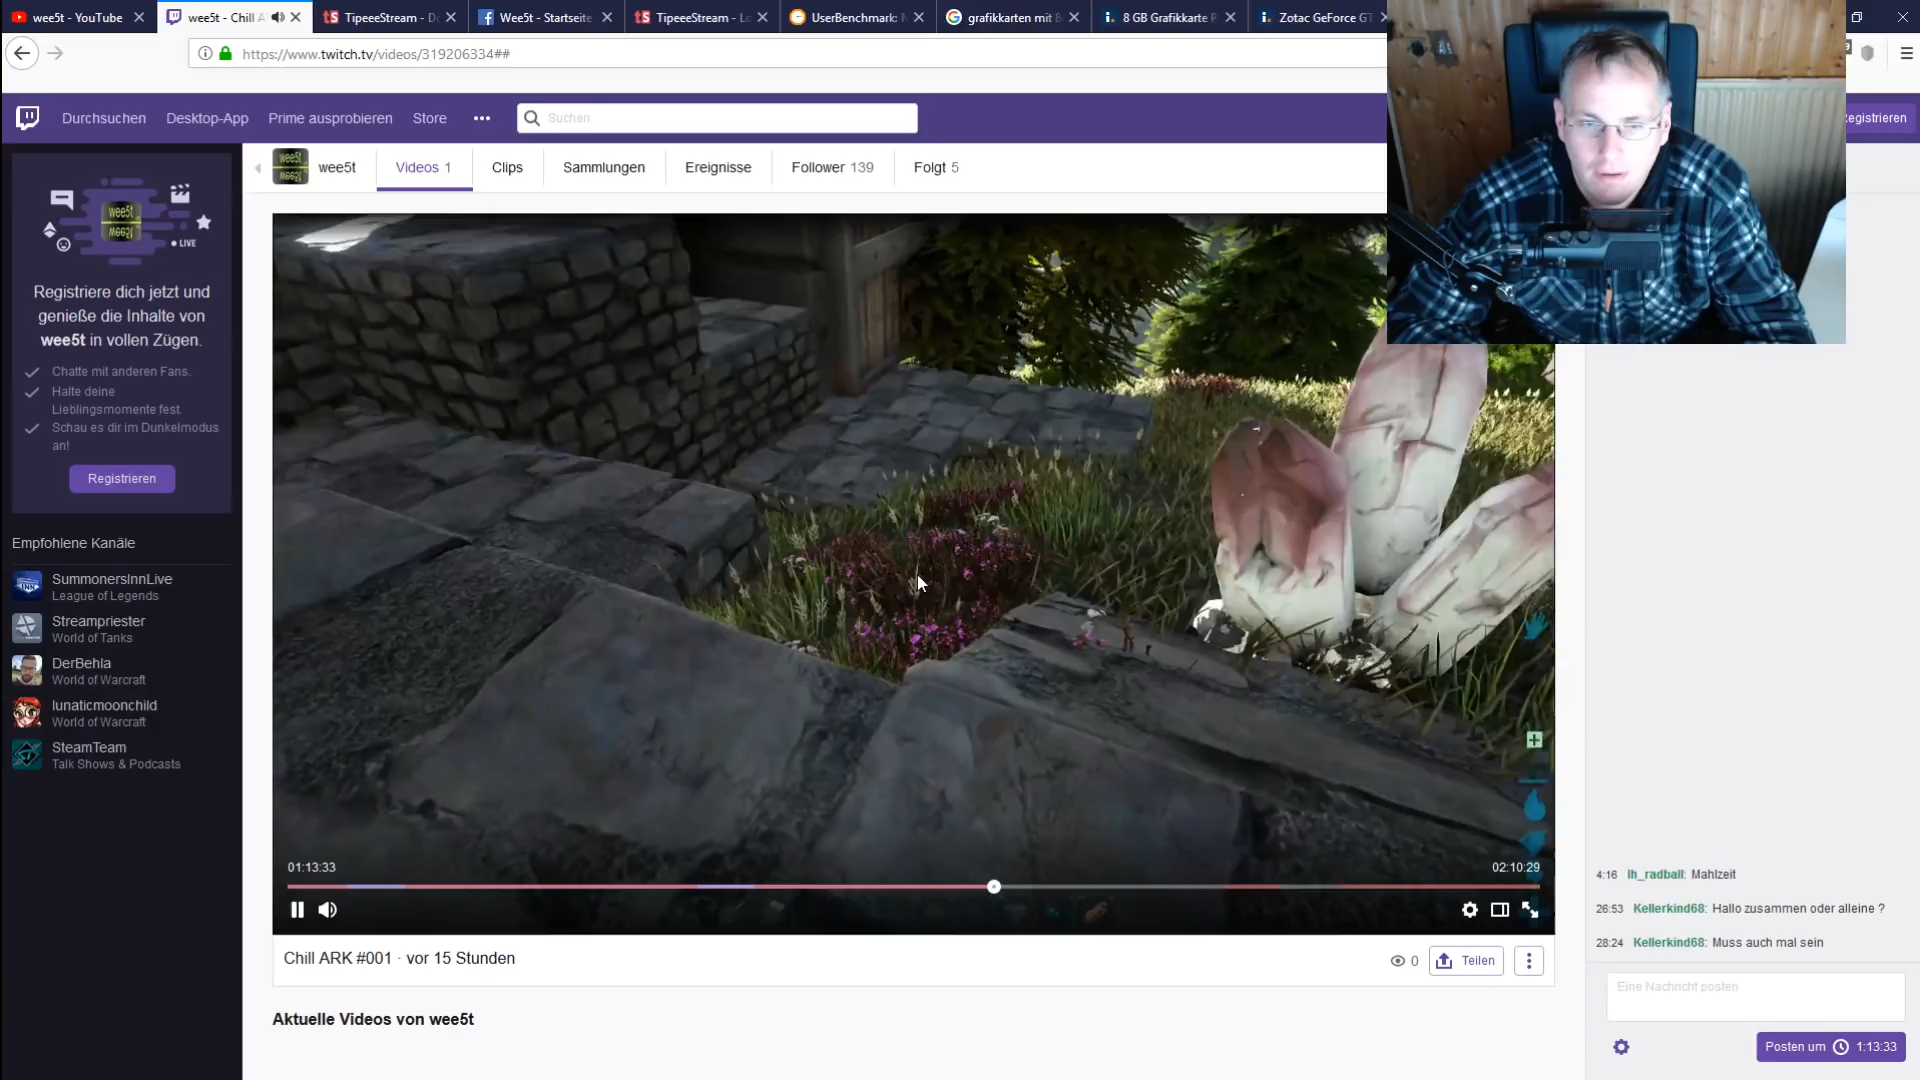 wee5t - YouTube
wee5t - Chill A
TipeeeStream - D
Wee5t - Startseite
TipeeeStream - Lo
UserBenchmark: N
grafikkarten mit 8
8 GB Grafikkarte P
Zotac GeForce GT
https://www.twitch.tv/videos/319206334##
Durchsuchen
Desktop-App
Prime ausprobieren
Store
Suchen
Registrieren
wee5t
Videos 1
Clips
Sammlungen
Ereignisse
Follower 139
Folgt 5
wee5t
LIVE
Registriere dich jetzt und
genieße die Inhalte von
wee5t in vollen Zügen.
Chatte mit anderen Fans.
Halte deine
Lieblingsmomente fest.
Schau es dir im Dunkelmodus
an!
Registrieren
Empfohlene Kanäle
SummonersInnLive
League of Legends
Streampriester
World of Tanks
DerBehla
World of Warcraft
lunaticmoonchild
World of Warcraft
SteamTeam
Talk Shows & Podcasts
01:13:33
02:10:29
Chill ARK #001 · vor 15 Stunden
0
Teilen
Aktuelle Videos von wee5t
4:16 lh_radball: Mahlzeit
26:53 Kellerkind68: Hallo zusammen oder alleine ?
28:24 Kellerkind68: Muss auch mal sein
Eine Nachricht posten
Posten um 1:13:33